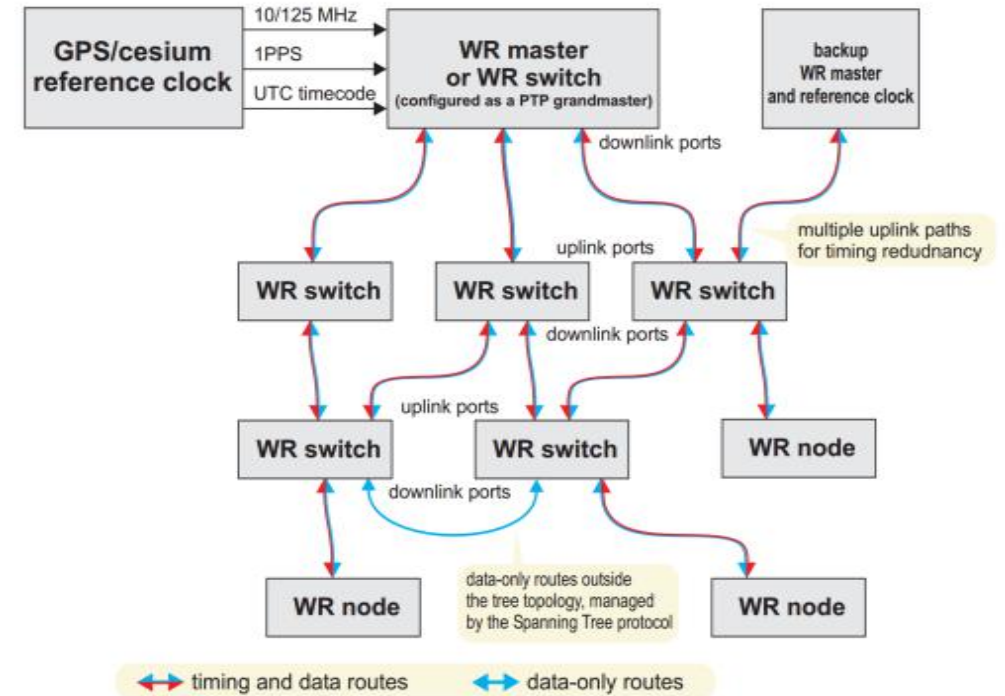 GPS/cesium
reference clock
10/125 MHz
1PPS
UTC timecode
WR master
or WR switch
(configured as a PTP grandmaster)
backup
WR master
and reference clock
downlink ports
multiple uplink paths
for timing redudnancy
uplink ports
WR switch
WR switch
WR switch
downlink ports
uplink ports
WR switch
WR switch
WR node
downlink ports
data-only routes outside
the tree topology, managed
by the Spanning Tree protocol
WR node
WR node
timing and data routes
data-only routes